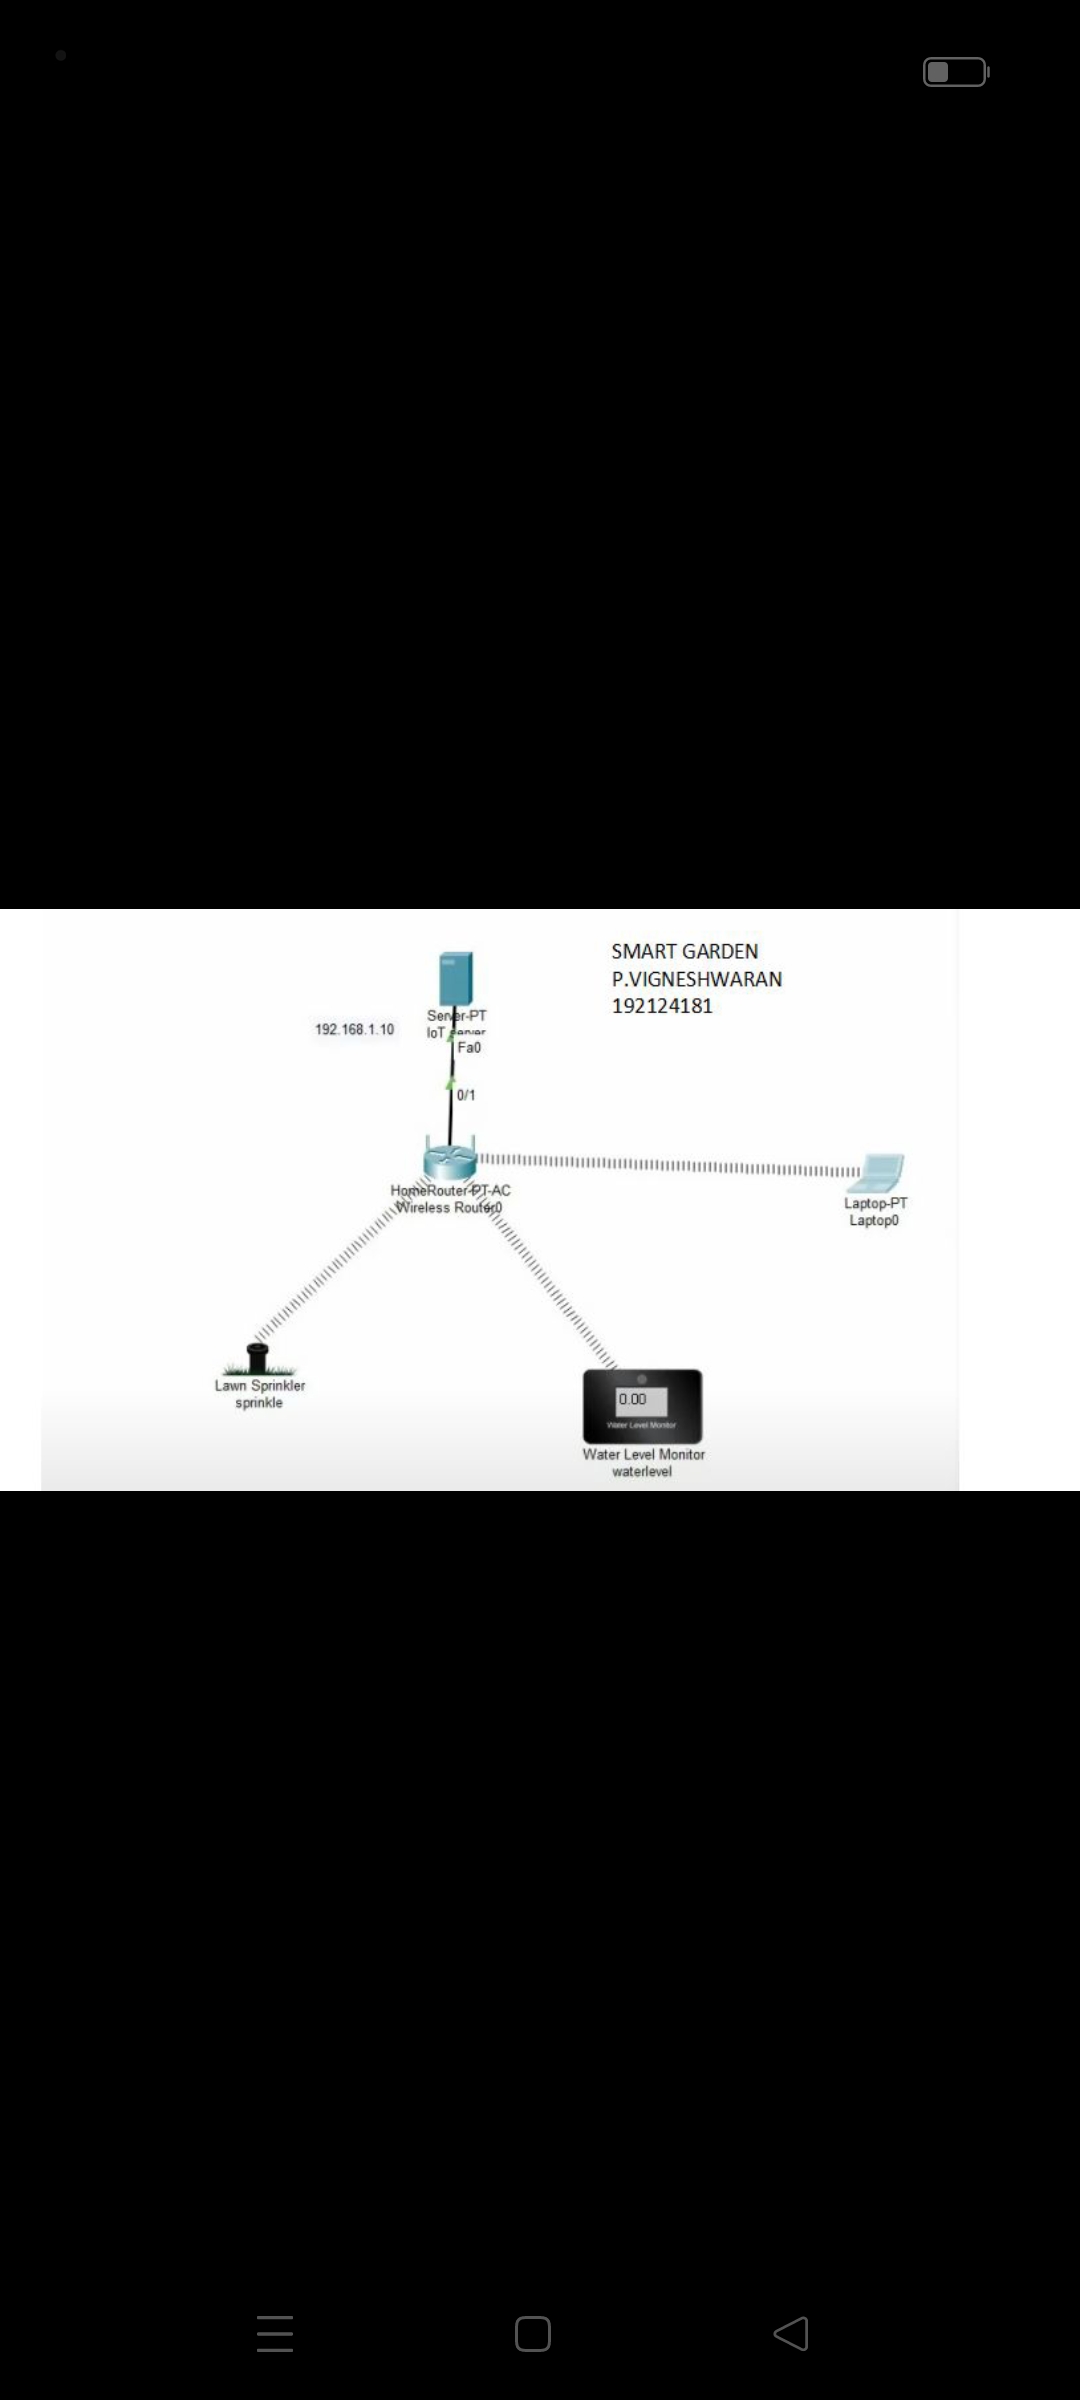 SMART GARDEN
P.VIGNESHWARAN
192124181
Server-PT
IoT server
192.168.1.10
Fa0
0/1
HomeRouter-PT-AC
Wireless Router0
Laptop-PT
Laptop0
Lawn Sprinkler
sprinkle
0.00
Water Level Monitor
Water Level Monitor
waterlevel